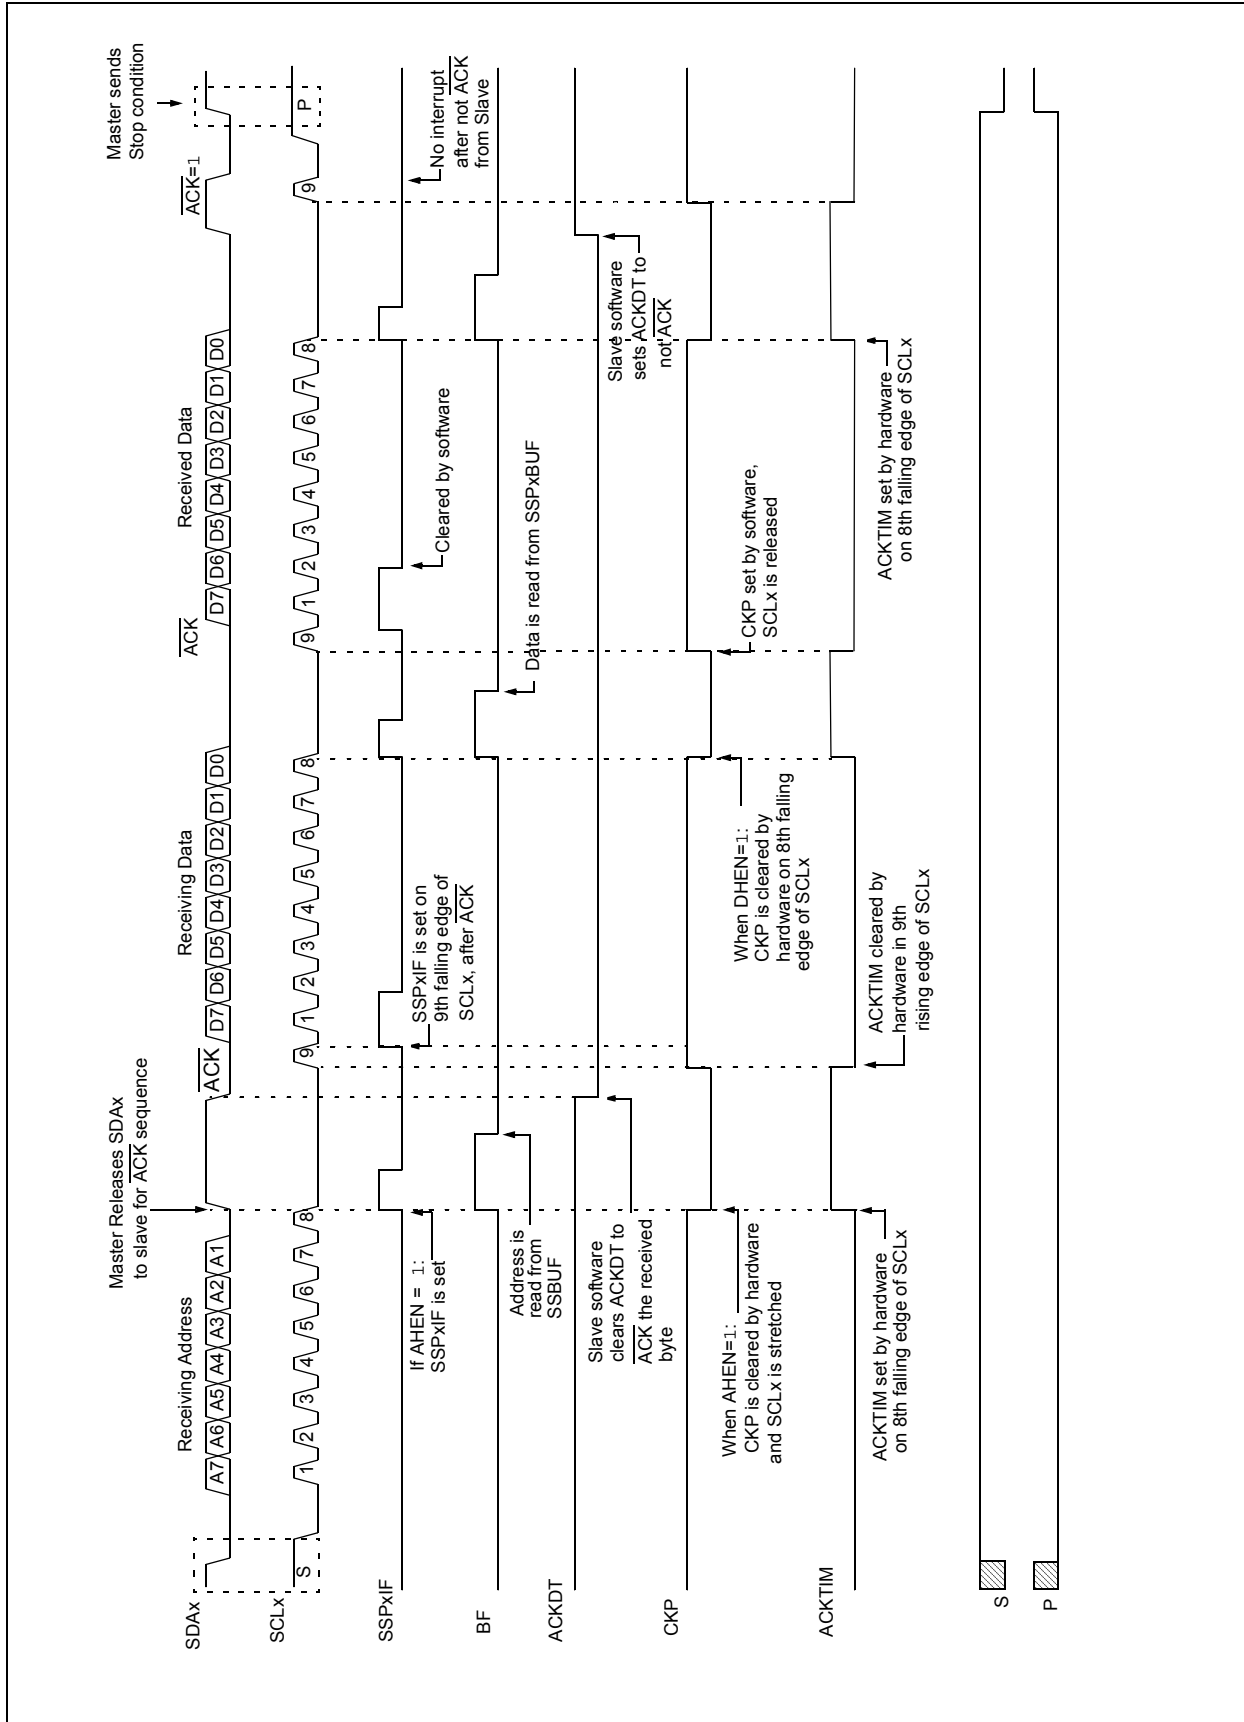 Master Releases SDAx
to slave for ACK sequence
Master sends
Stop condition
Receiving Address
Receiving Data
Received Data
ACK
ACK
ACK=1
SDAx
A7 A6 A5 A4 A3 A2 A1
D7 D6 D5 D4 D3 D2 D1 D0
D7 D6 D5 D4 D3 D2 D1 D0
SCLx
S
1 2 3 4 5 6 7 8
9
1 2 3 4 5 6 7 8
9
1 2 3 4 5 6 7 8
9
P
SSPxIF
If AHEN = 1:
SSPxIF is set
SSPxIF is set on
9th falling edge of
SCLx, after ACK
Cleared by software
No interrupt
after not ACK
from Slave
BF
Address is
read from
SSBUF
Data is read from SSPxBUF
ACKDT
Slave software
clears ACKDT to
ACK the received
byte
Slave software
sets ACKDT to
not ACK
CKP
When AHEN=1:
CKP is cleared by hardware
and SCLx is stretched
When DHEN=1:
CKP is cleared by
hardware on 8th falling
edge of SCLx
CKP set by software,
SCLx is released
ACKTIM
ACKTIM set by hardware
on 8th falling edge of SCLx
ACKTIM cleared by
hardware in 9th
rising edge of SCLx
ACKTIM set by hardware
on 8th falling edge of SCLx
S
P